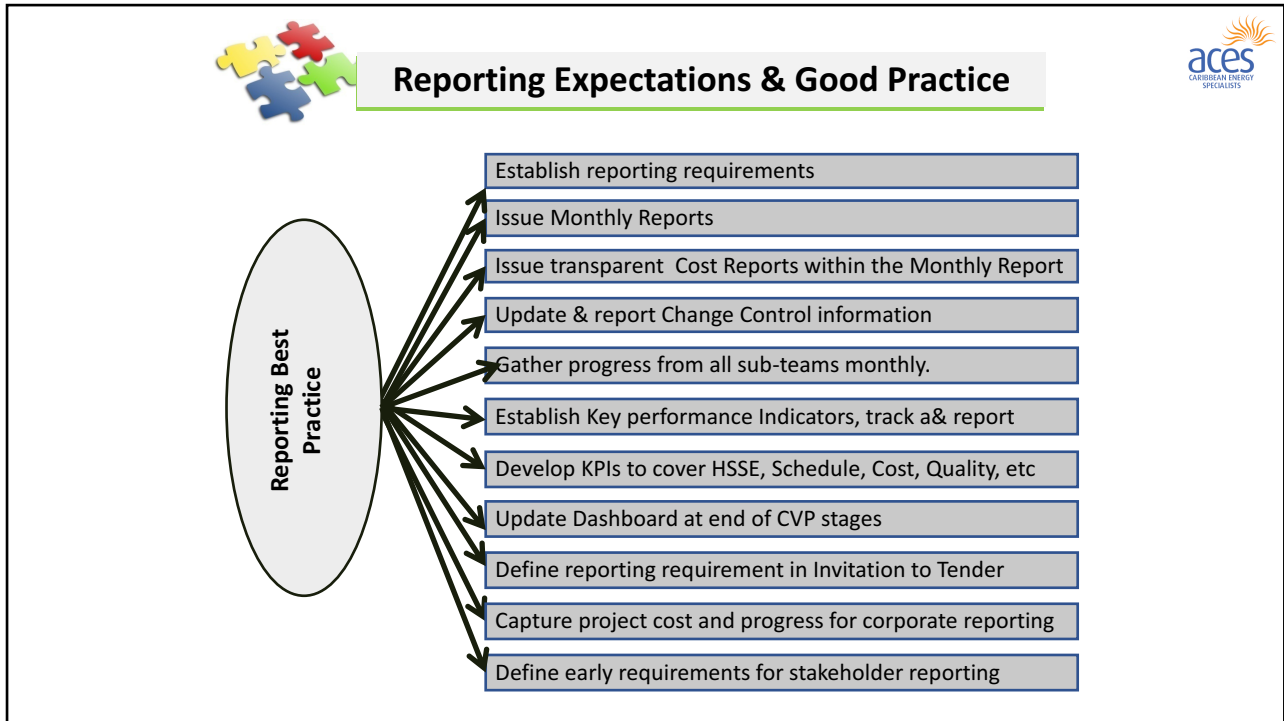 Reporting Expectations & Good Practice
aces
CARIBBEAN ENERGY
SPECIALISTS
Reporting Best
Practice
Establish reporting requirements
Issue Monthly Reports
Issue transparent  Cost Reports within the Monthly Report
Update & report Change Control information
Gather progress from all sub-teams monthly.
Establish Key performance Indicators, track a& report
Develop KPIs to cover HSSE, Schedule, Cost, Quality, etc
Update Dashboard at end of CVP stages
Define reporting requirement in Invitation to Tender
Capture project cost and progress for corporate reporting
Define early requirements for stakeholder reporting